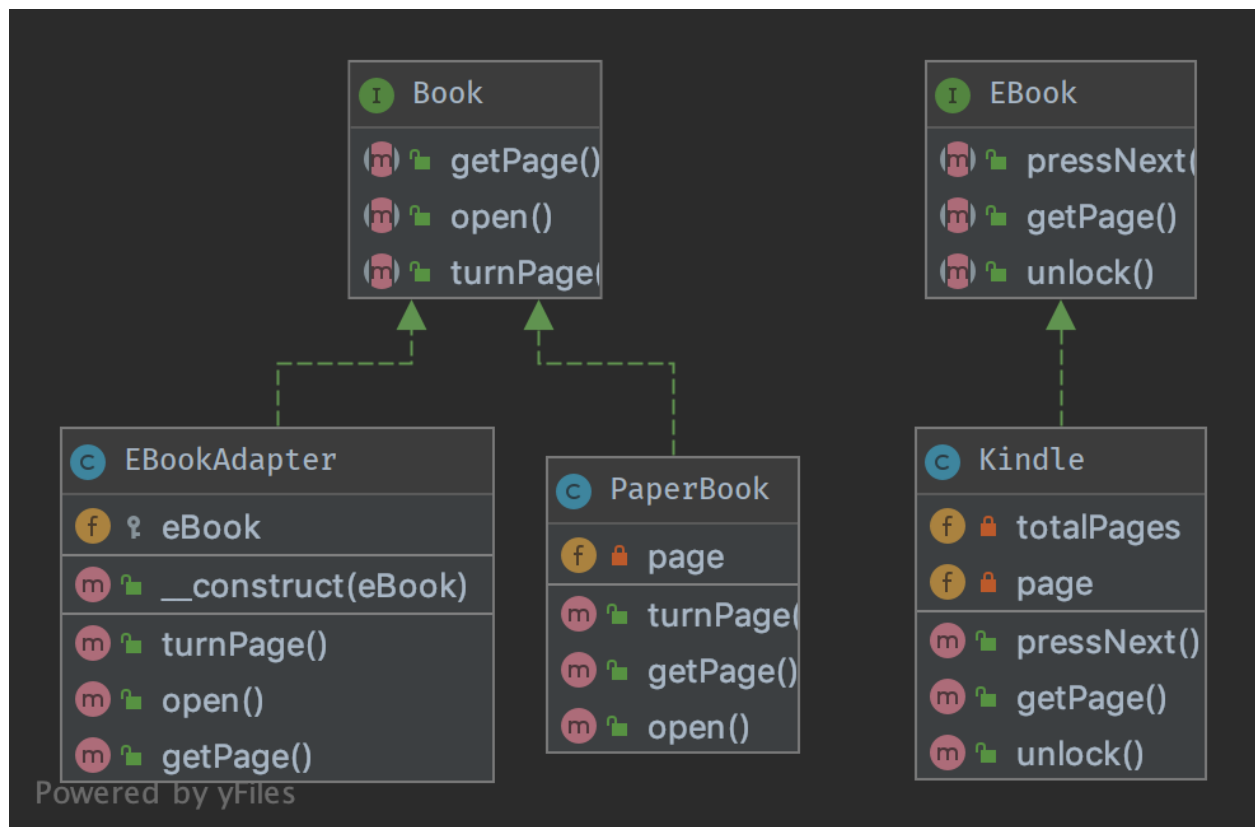 I Book
m getPage()
m open()
m turnPage(
I EBook
m pressNext(
m getPage()
m unlock()
C EBookAdapter
f eBook
m __construct(eBook)
m turnPage()
m open()
m getPage()
C PaperBook
f page
m turnPage(
m getPage()
m open()
C Kindle
f totalPages
f page
m pressNext()
m getPage()
m unlock()
Powered by yFiles